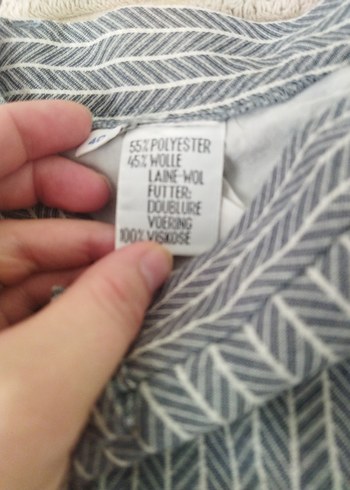 55% POLYESTER
45% WOLLE
LAINE WOL
FUTTER:
DOUBLURE
VOERING
100% VISKOSE